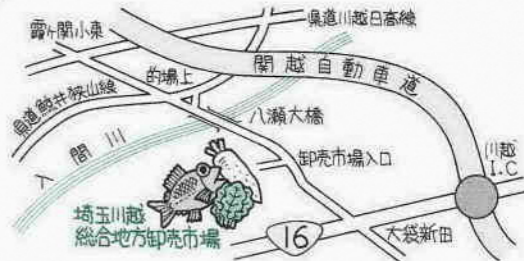 霞ヶ関小東
県道川越日高線
関越自動車道
的場上
県道鯨井狭山線
八瀬大橋
入間川
卸売市場入口
川越
I.C
埼玉川越
総合地方卸売市場
16
大袋新田